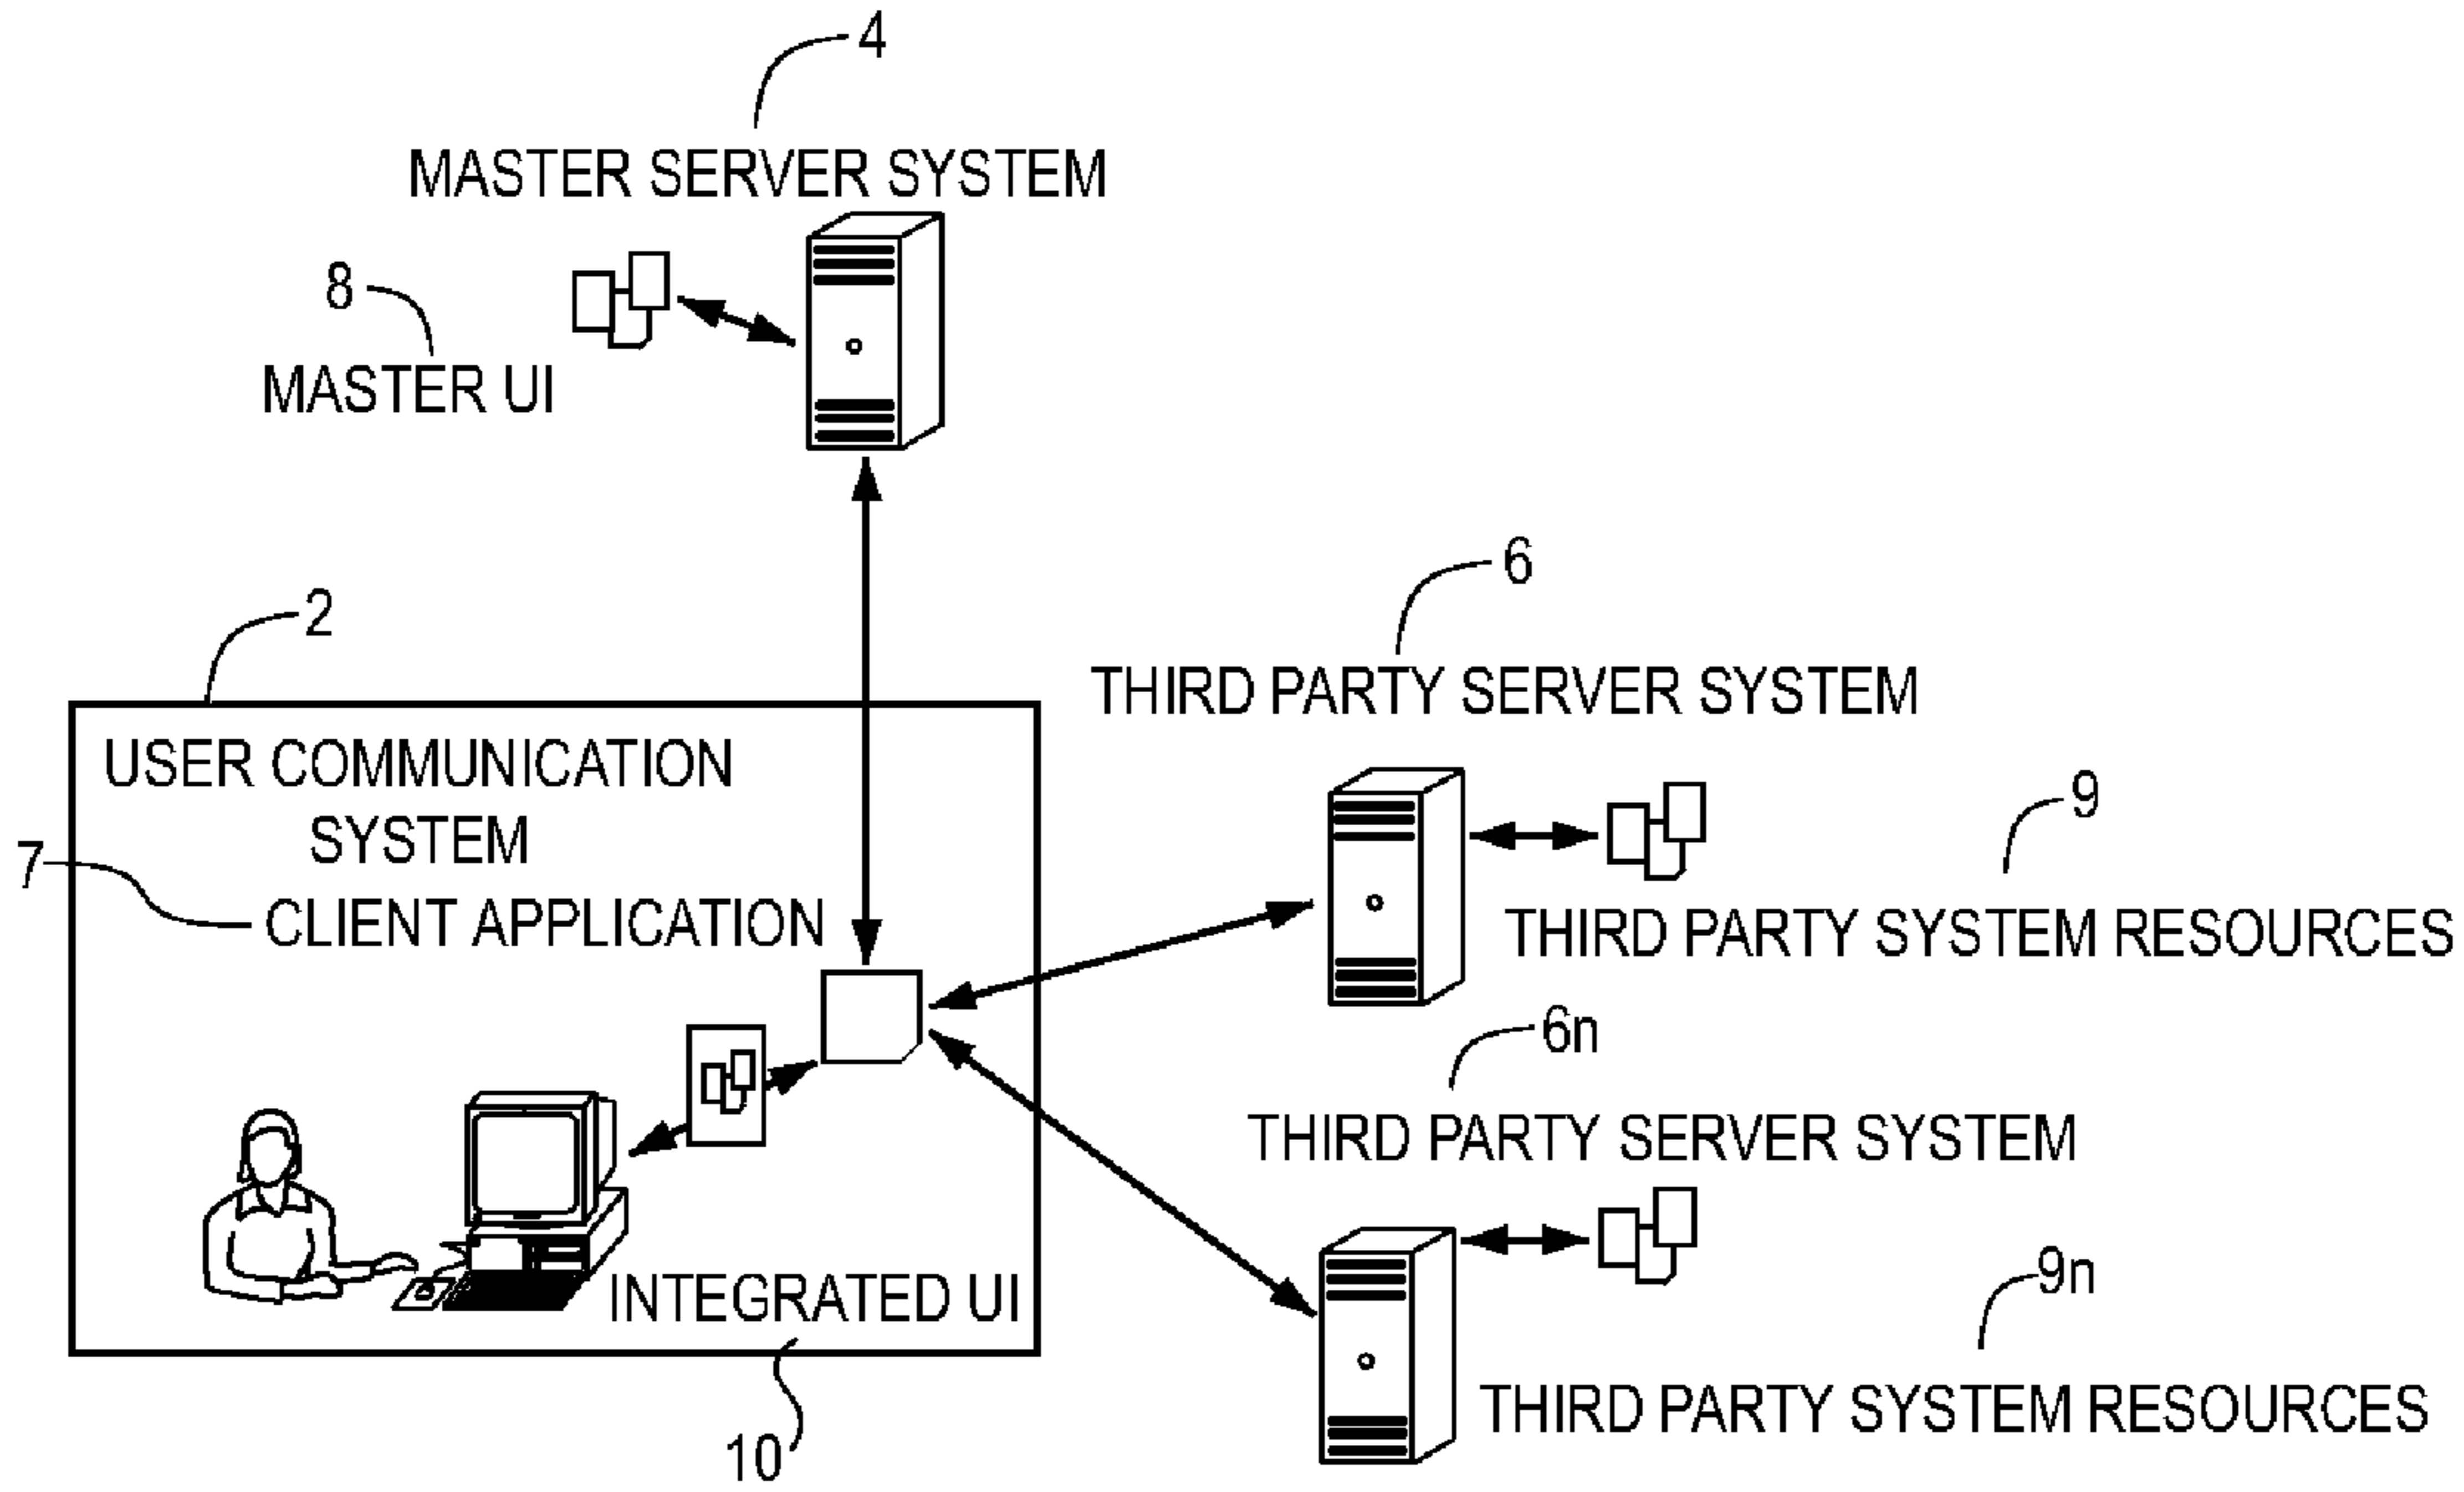 4
MASTER SERVER SYSTEM
8
MASTER UI
2
6
THIRD PARTY SERVER SYSTEM
USER COMMUNICATION
SYSTEM
7
CLIENT APPLICATION
9
THIRD PARTY SYSTEM RESOURCES
6n
THIRD PARTY SERVER SYSTEM
INTEGRATED UI
10
9n
THIRD PARTY SYSTEM RESOURCES